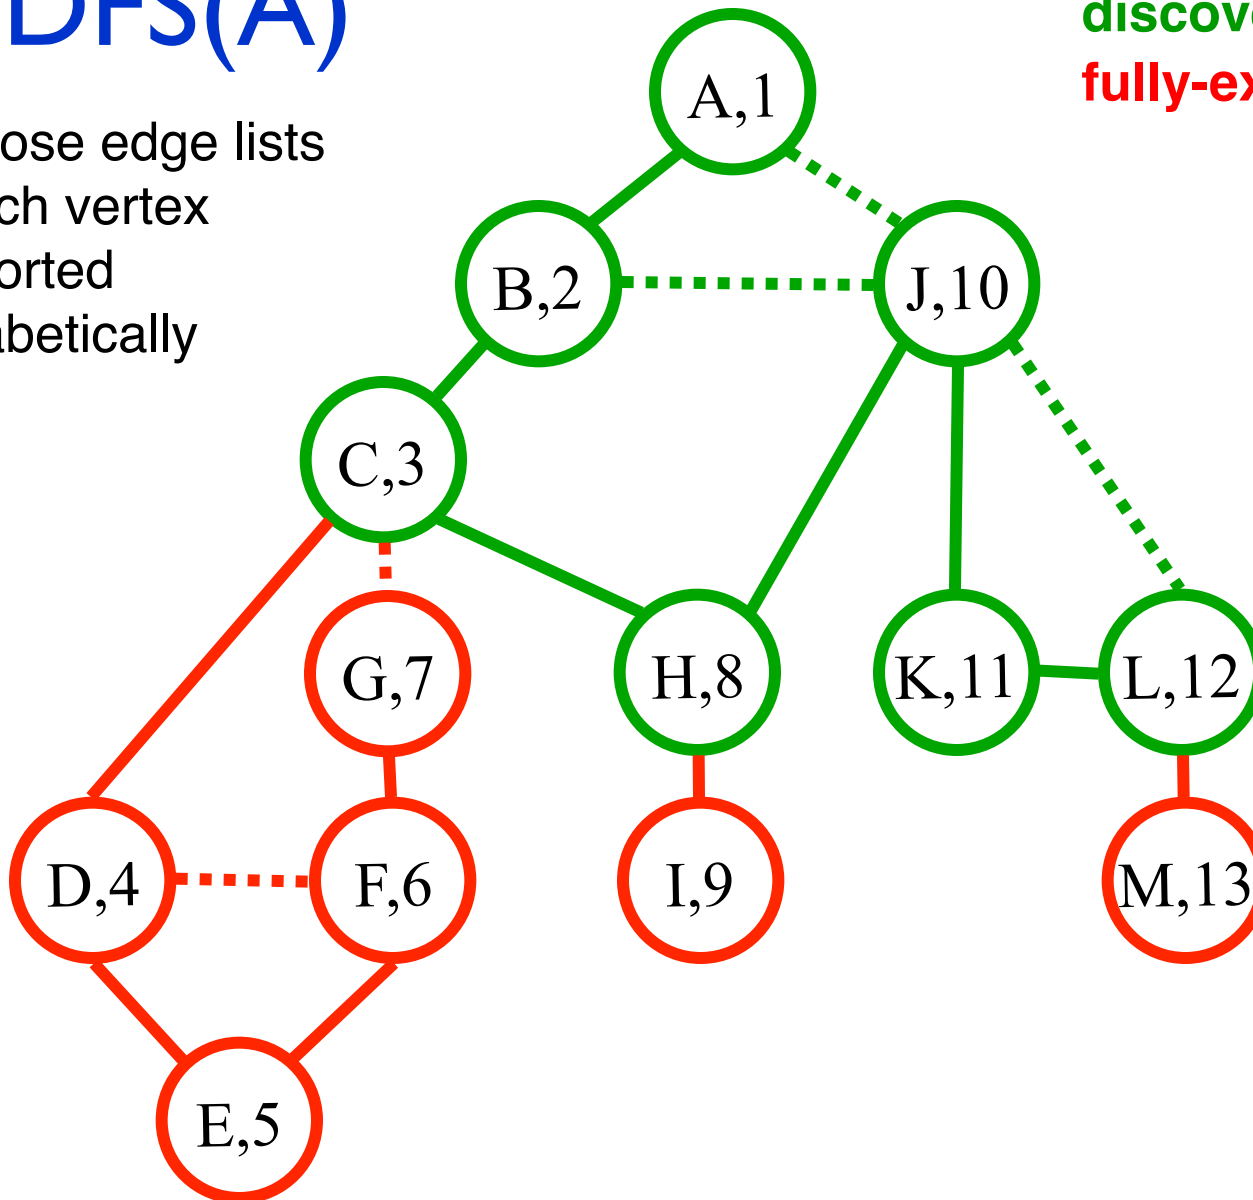 DFS(A)
discov
fully-ex
ose edge lists
ch vertex
orted
abetically
A,1
B,2
J,10
C,3
G,7
H,8
K,11
L,12
D,4
F,6
I,9
M,13
E,5